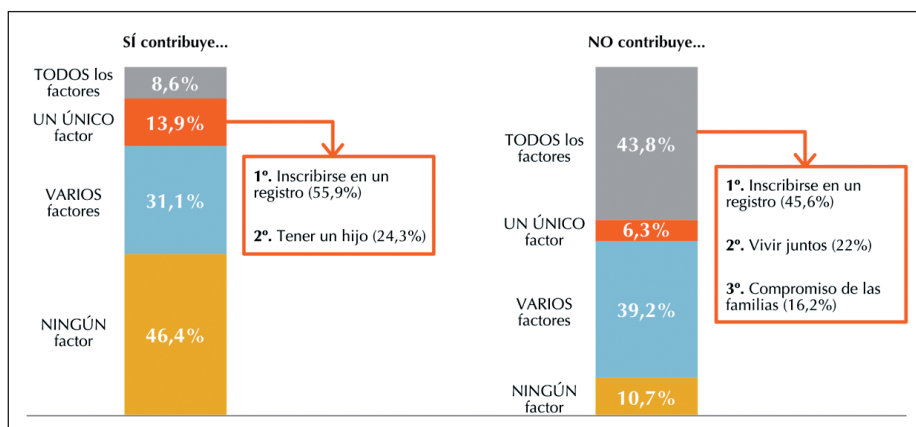 SÍ contribuye...
TODOS los
factores
8,6%
UN ÚNICO
factor
13,9%
VARIOS
factores
31,1%
NINGÚN
factor
46,4%
1º. Inscribirse en un
registro (55,9%)
2º. Tener un hijo (24,3%)
NO contribuye...
TODOS los
factores
43,8%
UN ÚNICO
factor
6,3%
VARIOS
factores
39,2%
NINGÚN
factor
10,7%
1º. Inscribirse en un
registro (45,6%)
2º. Vivir juntos (22%)
3º. Compromiso de las
familias (16,2%)